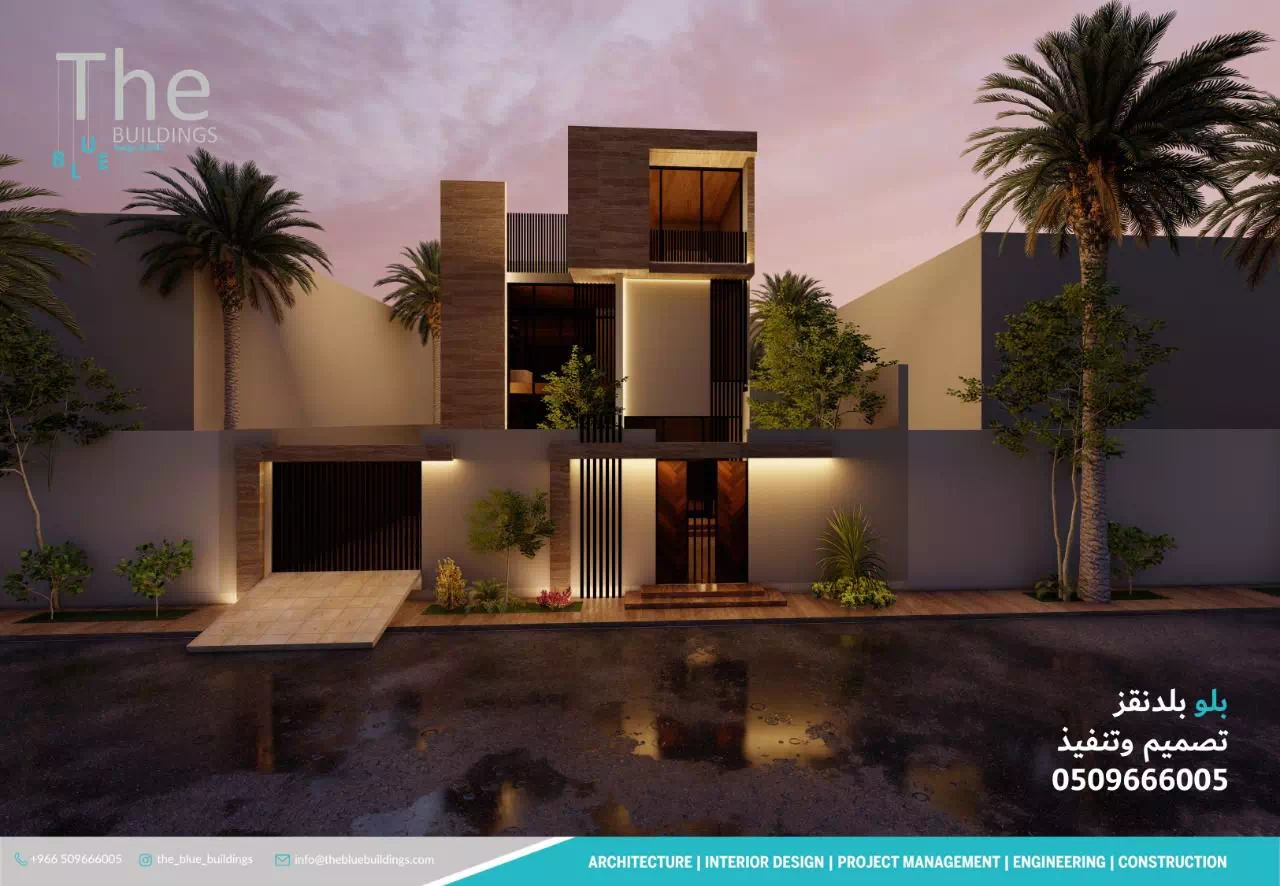 The
BUILDINGS
BLUE
بلو بلدنقز
تصميم وتنفيذ
0509666005
+966 509666005
the_blue_buildings
info@thebluebuildings.com
ARCHITECTURE | INTERIOR DESIGN | PROJECT MANAGEMENT | ENGINEERING | CONSTRUCTION